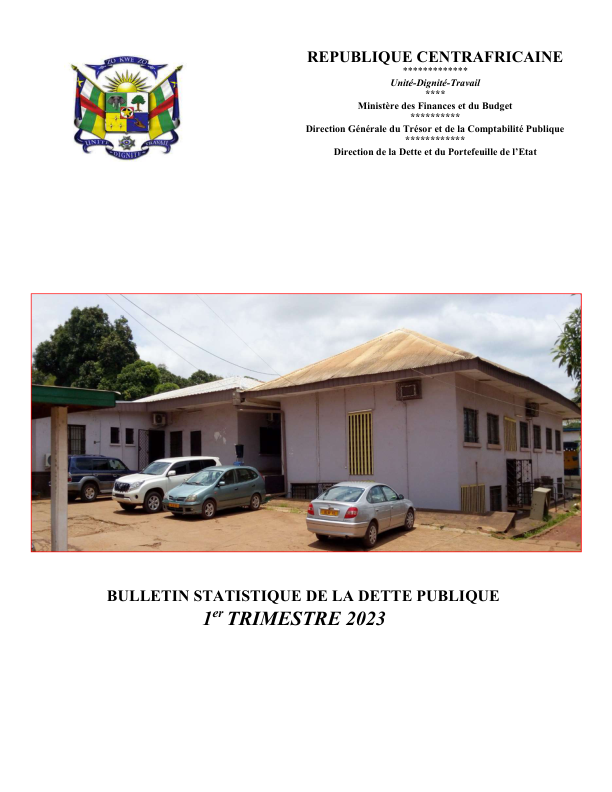 ZO KWE ZO
UNITE DIGNITE TRAVAIL
REPUBLIQUE CENTRAFRICAINE
*************
Unité-Dignité-Travail
****
Ministère des Finances et du Budget
**********
Direction Générale du Trésor et de la Comptabilité Publique
************
Direction de la Dette et du Portefeuille de l’Etat
BULLETIN STATISTIQUE DE LA DETTE PUBLIQUE
1er TRIMESTRE 2023